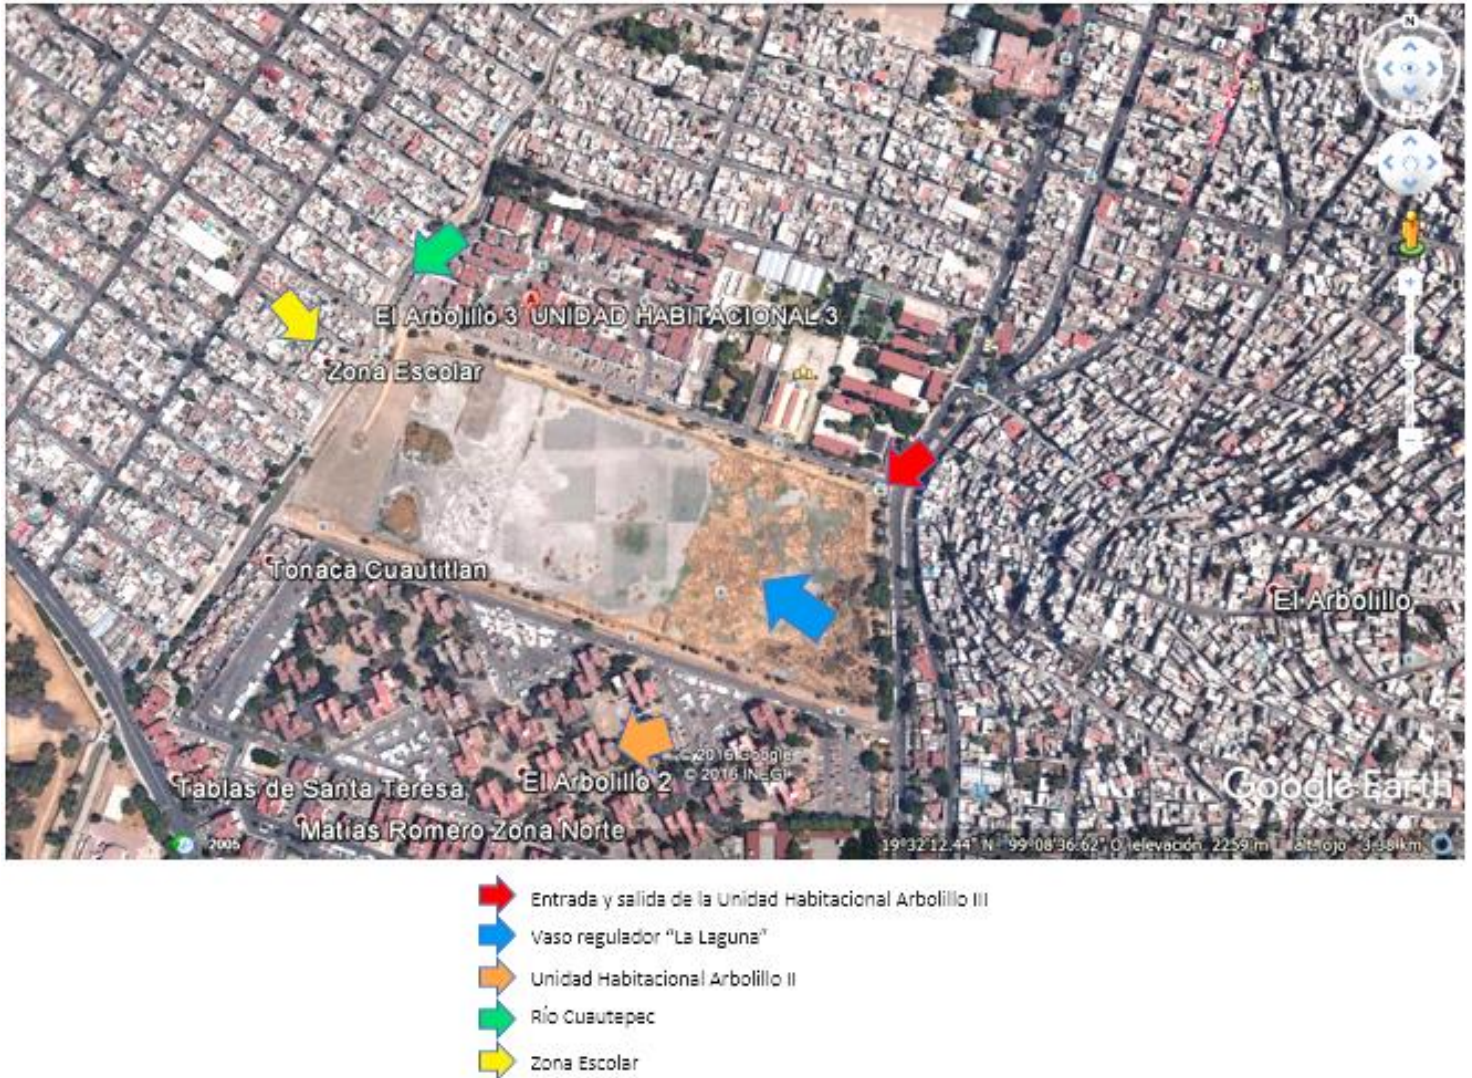 N
El Arbolillo 3 UNIDAD HABITACIONAL 3
Zona Escolar
Tonaca Cuautitlan
El Arbolillo
© 2016 Google
© 2016 INEGI
Tablas de Santa Teresa
El Arbolillo 2
Google Earth
Matías Romero Zona Norte
2005
19°32'12.44" N 99°08'36.62" O elevación 2259 m alt. ojo 3.38 km
Entrada y salida de la Unidad Habitacional Arbolillo III
Vaso regulador "La Laguna"
Unidad Habitacional Arbolillo II
Río Cuautepec
Zona Escolar